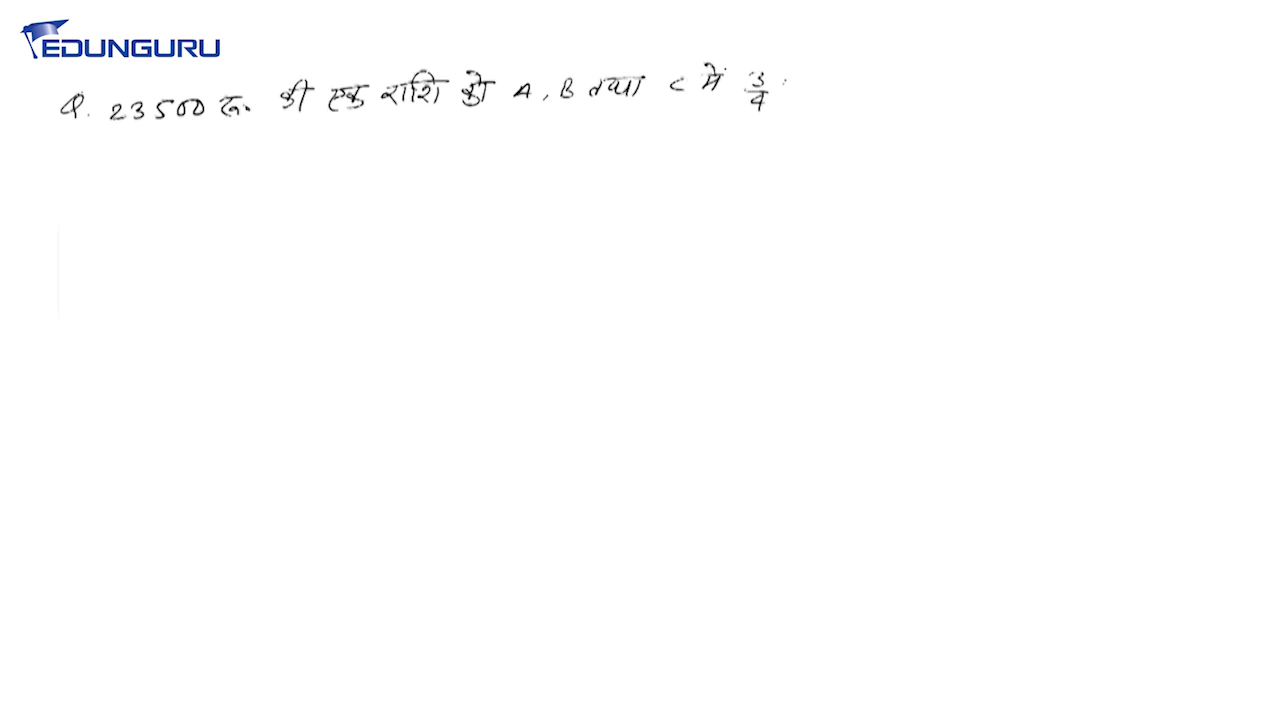 EDUNGURU
Q. 23500 रू. की एक राशि को A, B तथा C में 3/4 :